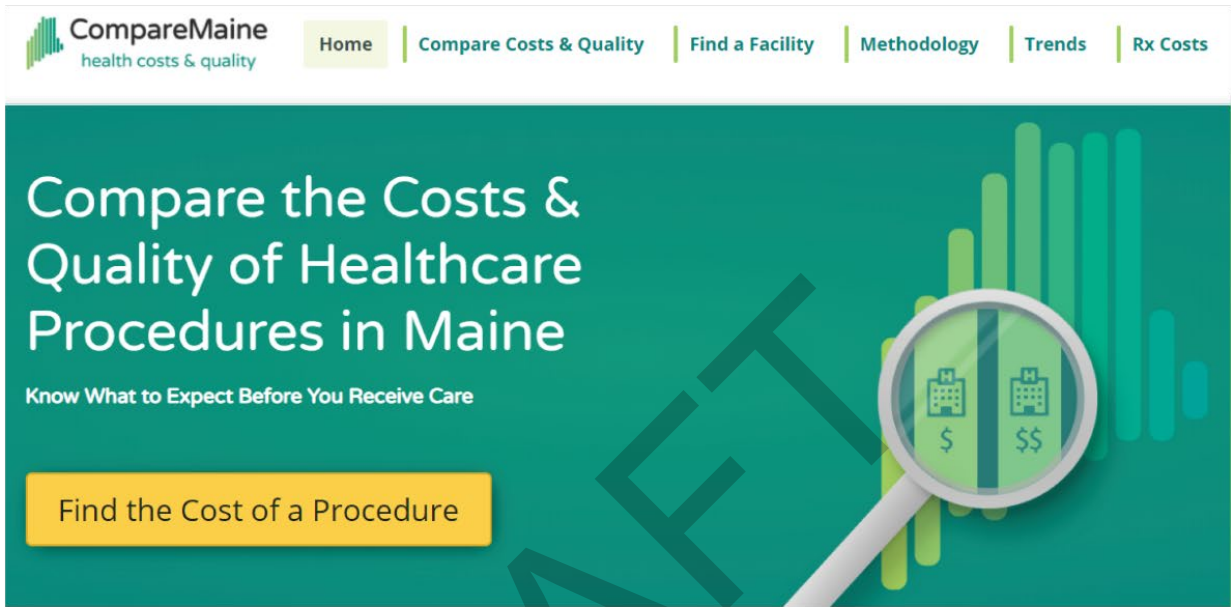 CompareMaine
health costs & quality
Home Compare Costs & Quality Find a Facility Methodology Trends Rx Costs
Compare the Costs &
Quality of Healthcare
Procedures in Maine
Know What to Expect Before You Receive Care
Find the Cost of a Procedure
H H
$ $$
AFT